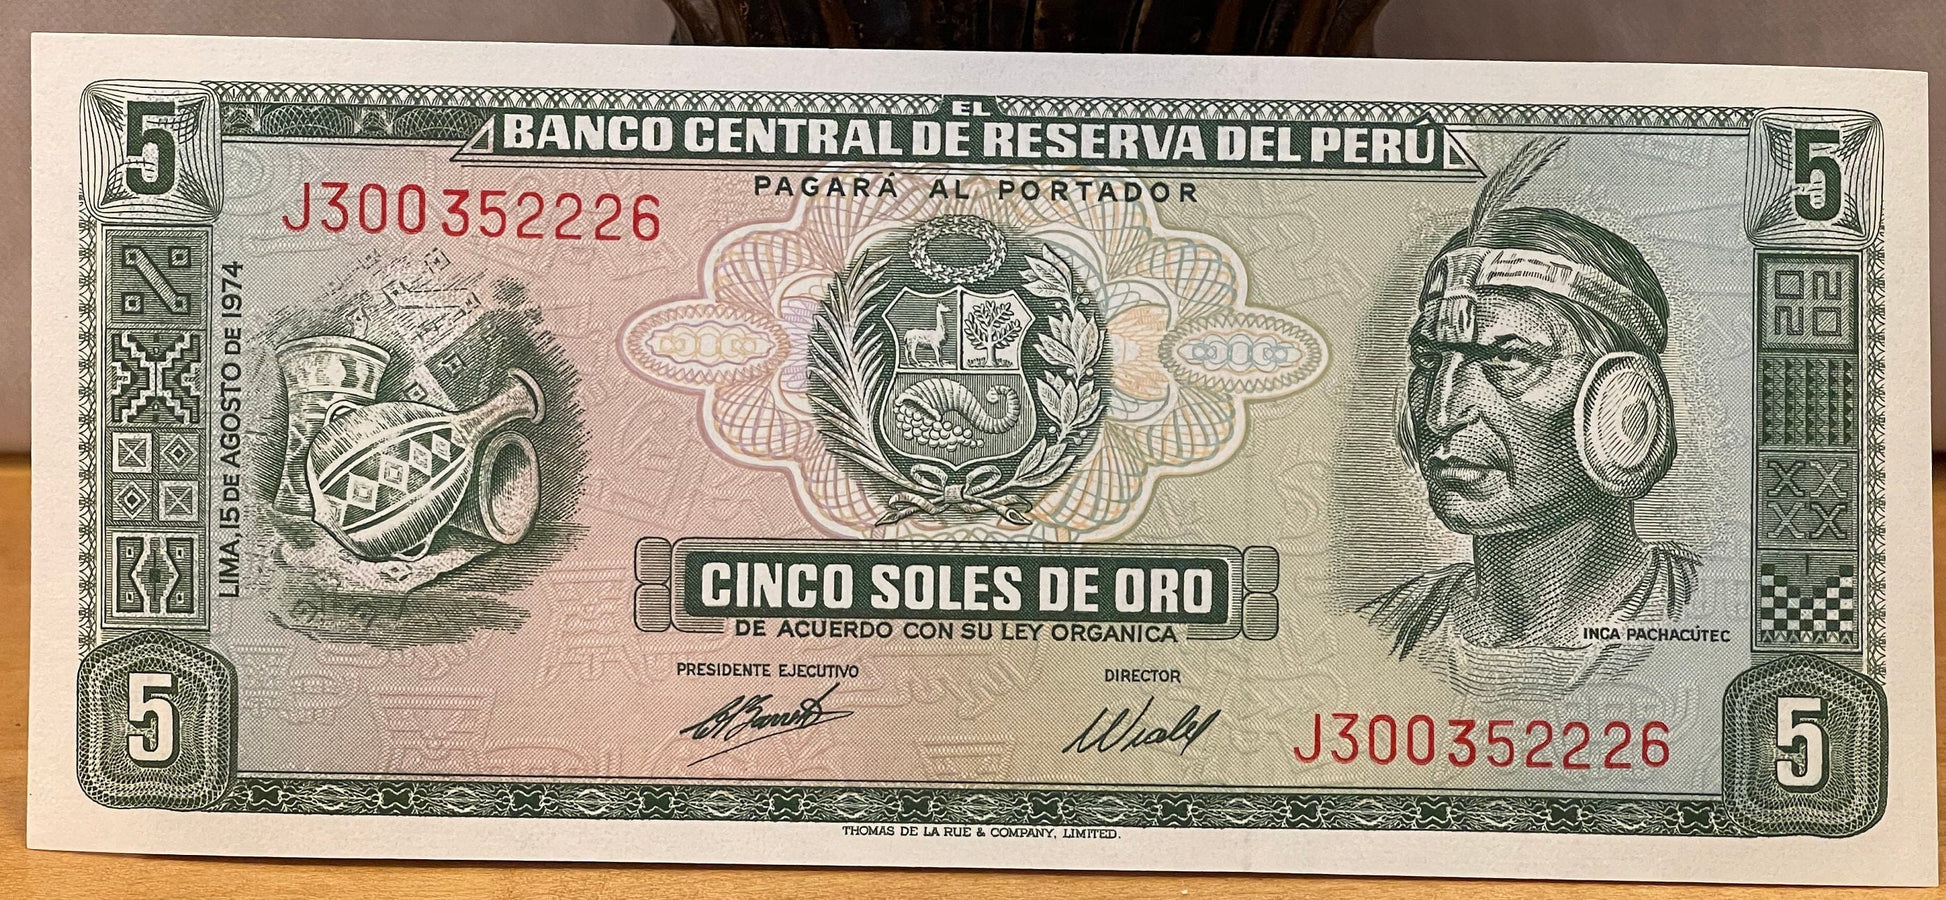 5
5
EL
BANCO CENTRAL DE RESERVA DEL PERÚ
PAGARÁ AL PORTADOR
J300352226
LIMA, 15 DE AGOSTO DE 1974
CINCO SOLES DE ORO
DE ACUERDO CON SU LEY ORGANICA
INCA PACHACÚTEC
PRESIDENTE EJECUTIVO
DIRECTOR
J300352226
5
5
THOMAS DE LA RUE & COMPANY, LIMITED.